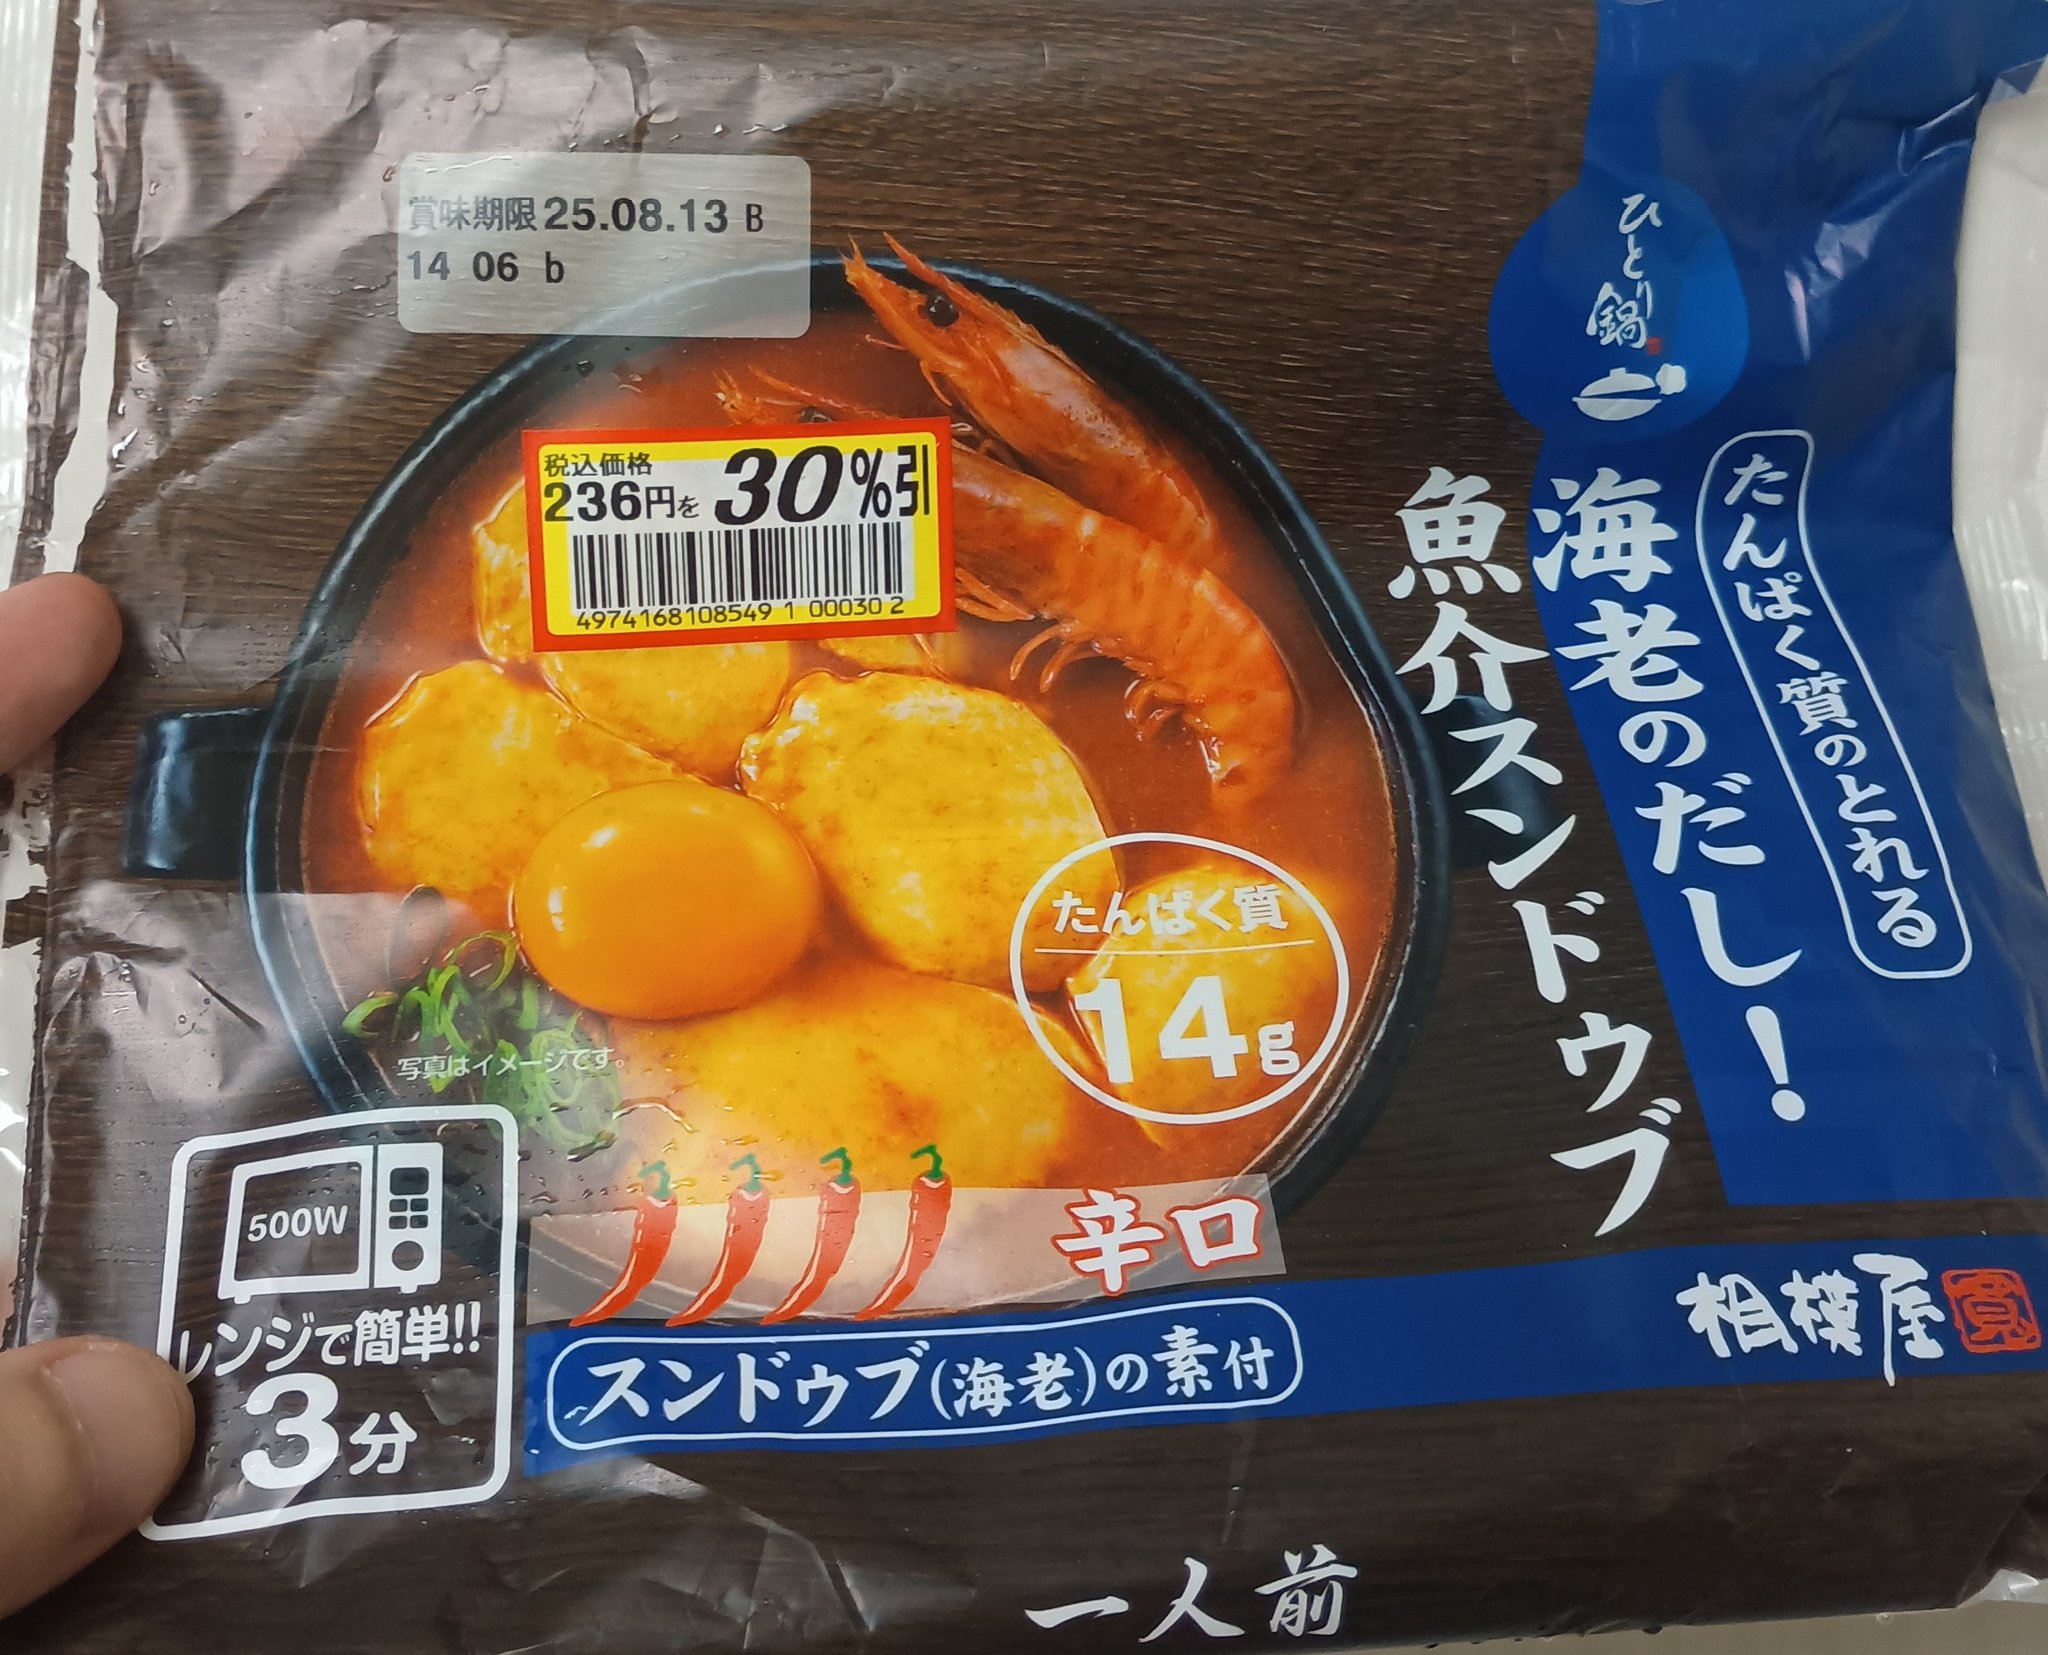 賞味期限 25.08.13 B
14 06 b
税込価格
236円を 30%引
4974168108549 1 00030 2
ひとり鍋
たんぱく質のとれる
海老のだし!
魚介スンドゥブ
たんぱく質
14g
写真はイメージです。
500W
レンジで簡単!!
3分
辛口
スンドゥブ(海老)の素付
相模屋
一人前